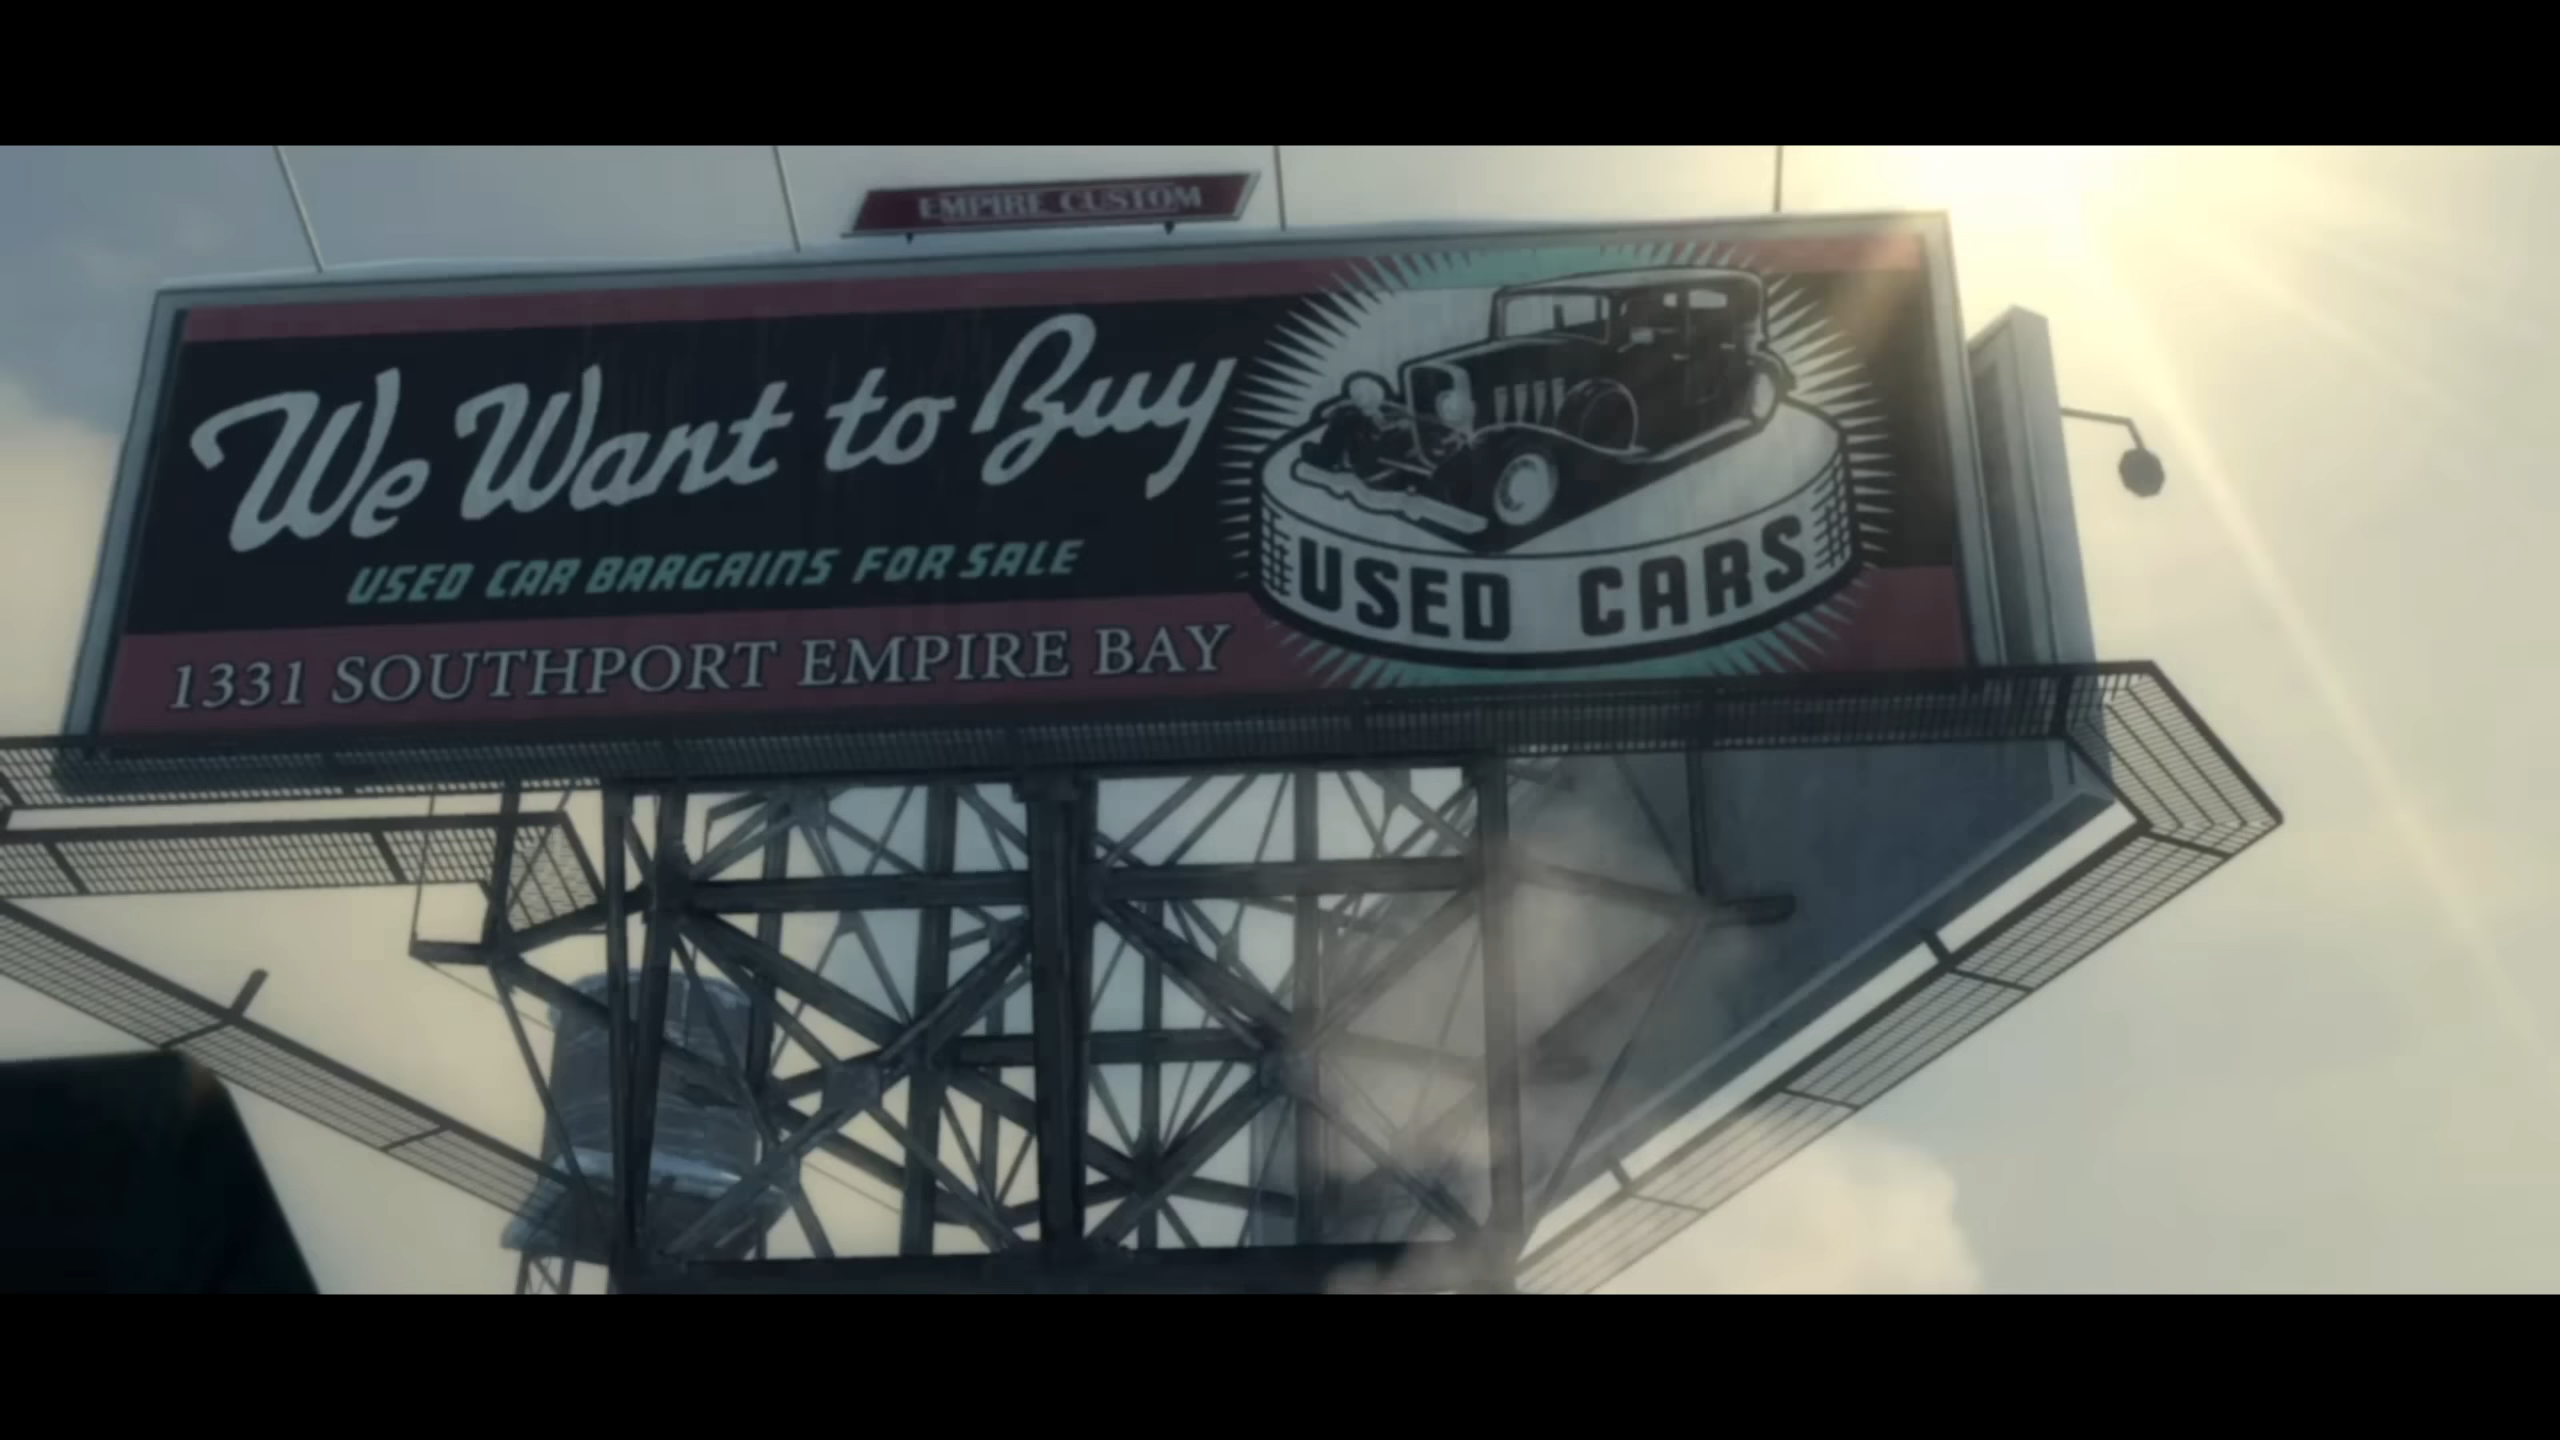 EMPIRE CUSTOM
We Want to Buy
USED CAR BARGAINS FOR SALE
1331 SOUTHPORT EMPIRE BAY
USED CARS